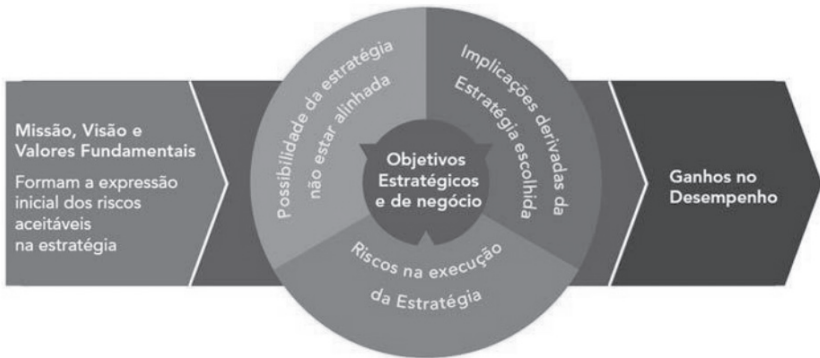 Missão, Visão e
Valores Fundamentais
Formam a expressão
inicial dos riscos
aceitáveis
na estratégia
Possibilidade da estratégia
não estar alinhada
Implicações derivadas da
Estratégia escolhida
Objetivos
Estratégicos
e de negócio
Riscos na execução
da Estratégia
Ganhos no
Desempenho